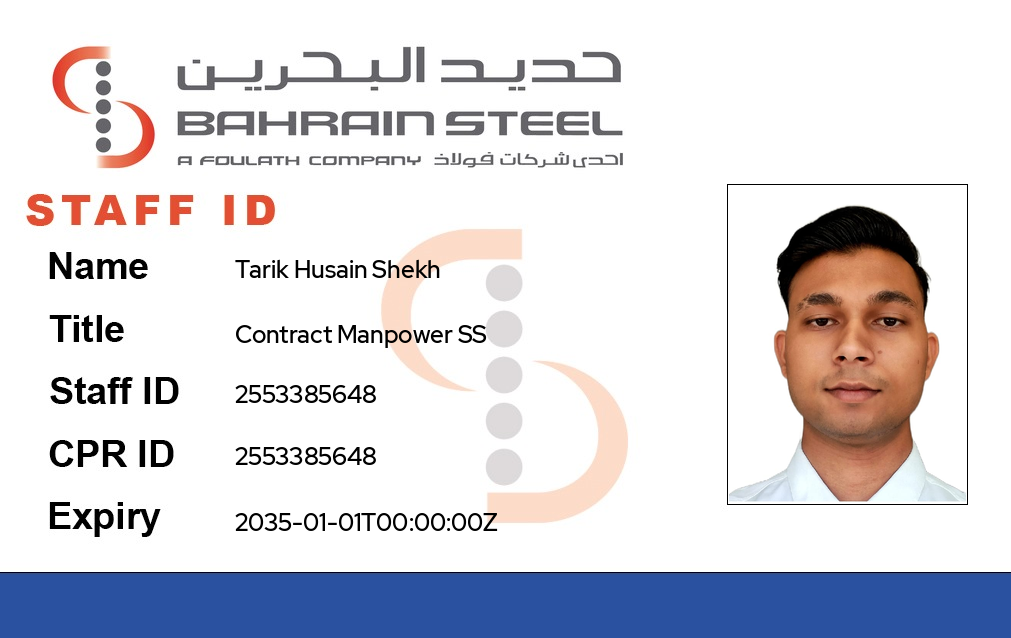 حديد البحرين
BAHRAIN STEEL
A FOULATH COMPANY احدى شركات فولاذ
STAFF ID
Name Tarik Husain Shekh
Title Contract Manpower SS
Staff ID 2553385648
CPR ID 2553385648
Expiry 2035-01-01T00:00:00Z